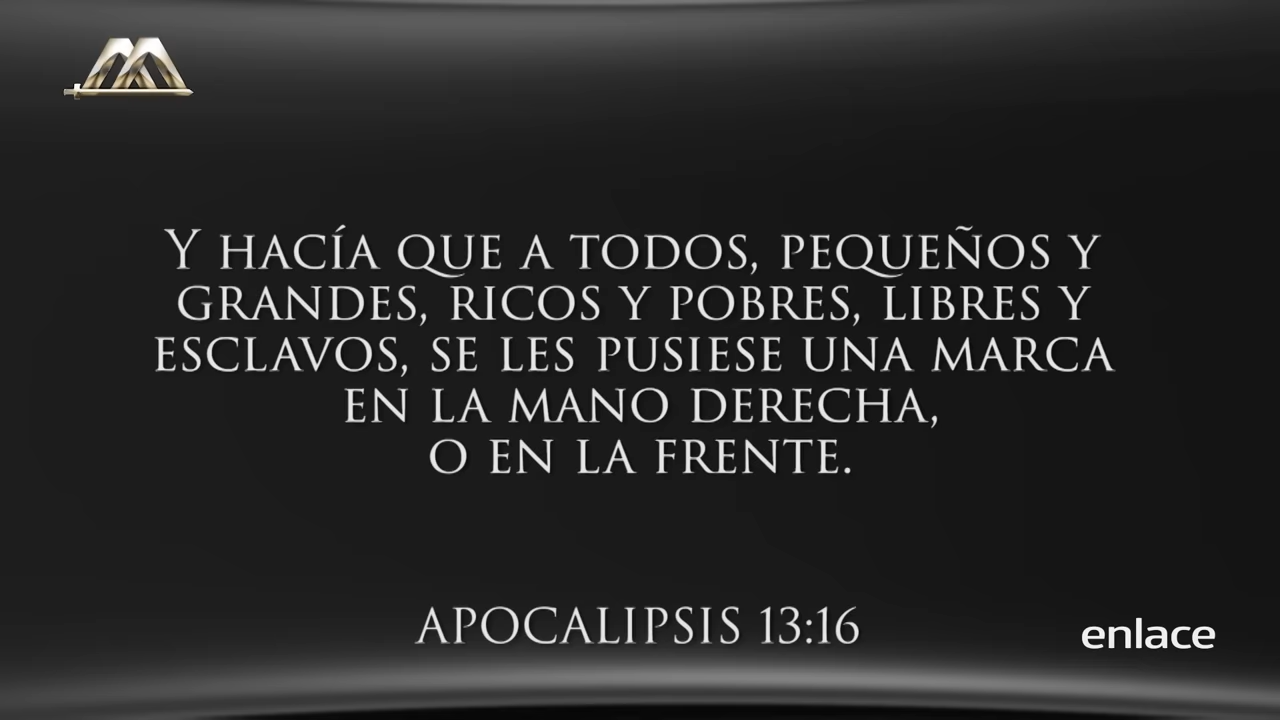 Y HACÍA QUE A TODOS, PEQUEÑOS Y
GRANDES, RICOS Y POBRES, LIBRES Y
ESCLAVOS, SE LES PUSIESE UNA MARCA
EN LA MANO DERECHA,
O EN LA FRENTE.
APOCALIPSIS 13:16
enlace